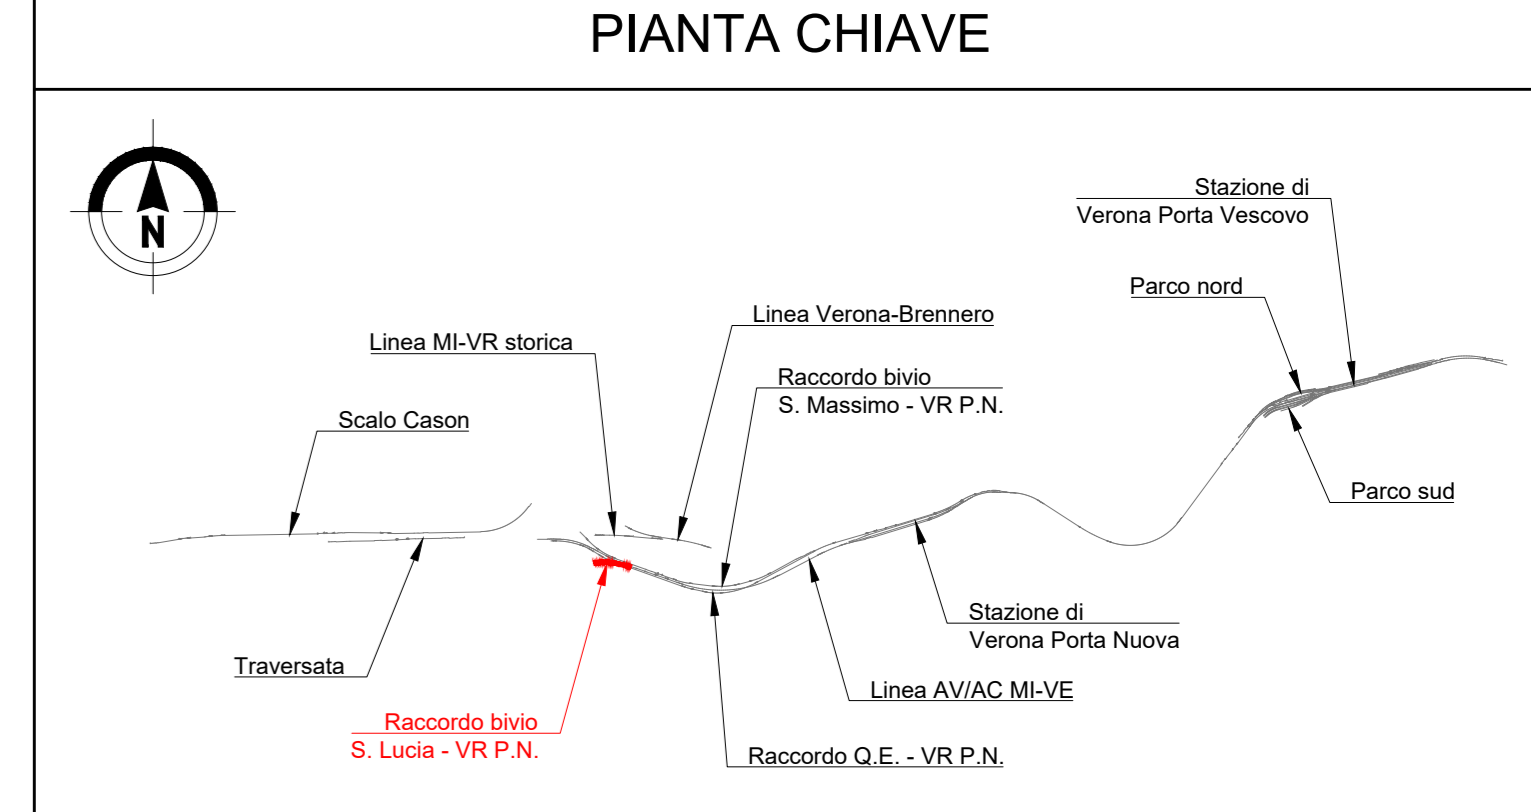 PIANTA CHIAVE
N
Stazione di
Verona Porta Vescovo
Parco nord
Linea Verona-Brennero
Linea MI-VR storica
Raccordo bivio
S. Massimo - VR P.N.
Scalo Cason
Parco sud
Stazione di
Verona Porta Nuova
Traversata
Linea AV/AC MI-VE
Raccordo bivio
S. Lucia - VR P.N.
Raccordo Q.E. - VR P.N.